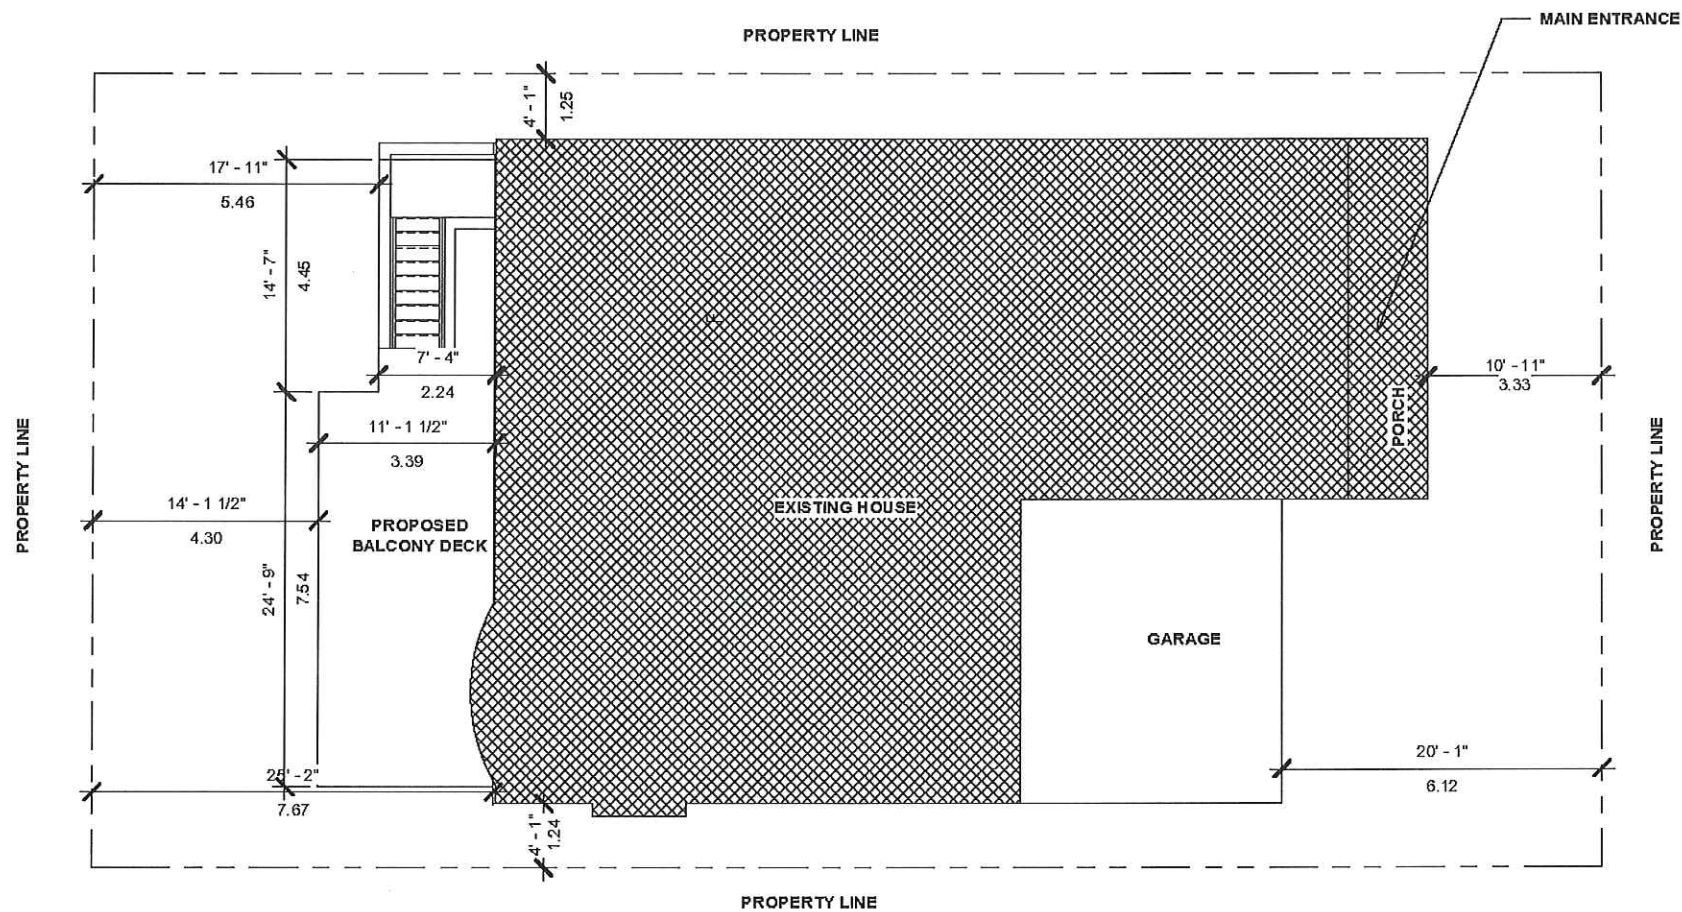 MAIN ENTRANCE
PROPERTY LINE
4' - 1"
1.25
17' - 11"
5.46
14' - 7"
4.45
7' - 4"
2.24
10' - 11"
3.33
PORCH
11' - 1 1/2"
3.39
PROPERTY LINE
PROPERTY LINE
14' - 1 1/2"
4.30
EXISTING HOUSE
PROPOSED
BALCONY DECK
24' - 9"
7.54
GARAGE
20' - 1"
6.12
25' - 2"
7.67
4' - 1"
1.24
PROPERTY LINE